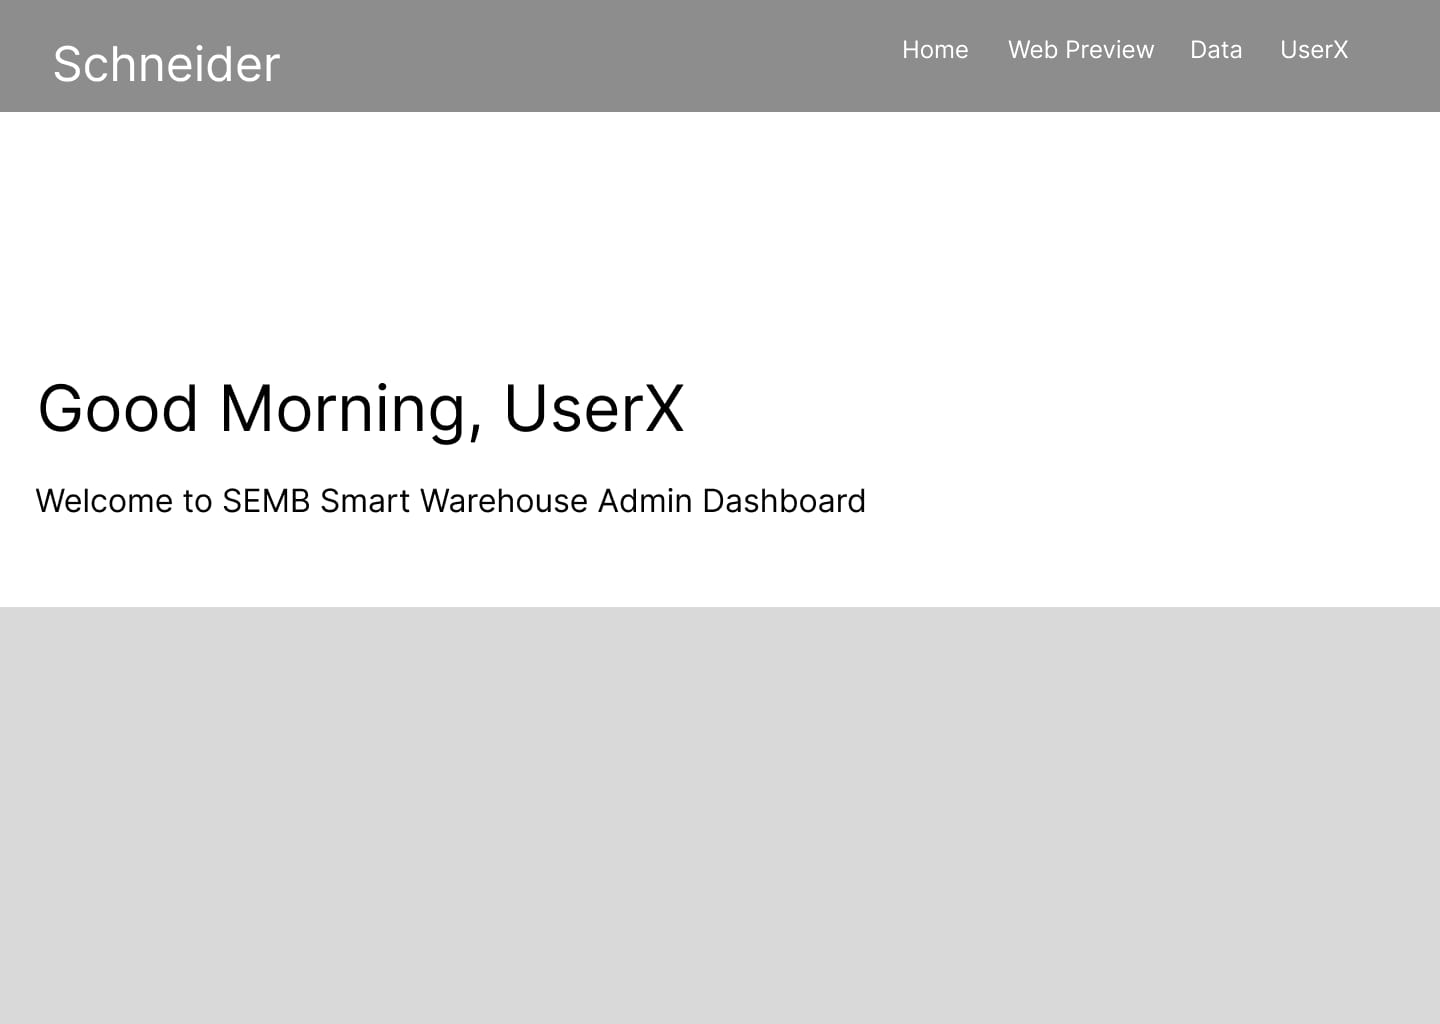 Schneider
Home Web Preview Data UserX
Good Morning, UserX
Welcome to SEMB Smart Warehouse Admin Dashboard